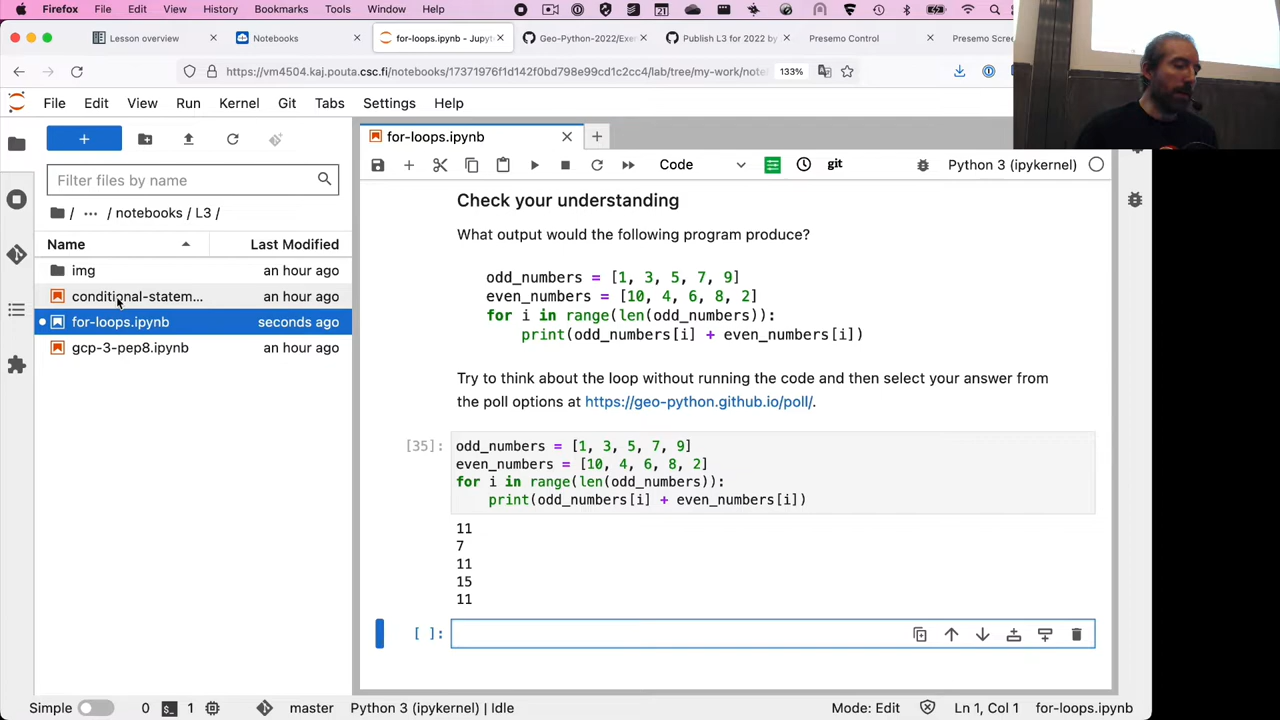 Firefox File Edit View History Bookmarks Tools Window Help
Lesson overview
Notebooks
for-loops.ipynb - Jupyt
Geo-Python-2022/Exer
Publish L3 for 2022 by
Presemo Control
Presemo Scree
https://vm4504.kaj.pouta.csc.fi/notebooks/17371976f1d142f0bd798e99cd1c2cc4/lab/tree/my-work/note
133%
File Edit View Run Kernel Git Tabs Settings Help
for-loops.ipynb
Code
git
Python 3 (ipykernel)
Filter files by name
/ ... / notebooks / L3 /
Name Last Modified
img an hour ago
conditional-statem... an hour ago
for-loops.ipynb seconds ago
gcp-3-pep8.ipynb an hour ago
Check your understanding
What output would the following program produce?
odd_numbers = [1, 3, 5, 7, 9]
even_numbers = [10, 4, 6, 8, 2]
for i in range(len(odd_numbers)):
print(odd_numbers[i] + even_numbers[i])
Try to think about the loop without running the code and then select your answer from
the poll options at https://geo-python.github.io/poll/.
[35]: odd_numbers = [1, 3, 5, 7, 9]
even_numbers = [10, 4, 6, 8, 2]
for i in range(len(odd_numbers)):
print(odd_numbers[i] + even_numbers[i])
11
7
11
15
11
[ ]:
Simple 0 1 master Python 3 (ipykernel) | Idle Mode: Edit Ln 1, Col 1 for-loops.ipynb